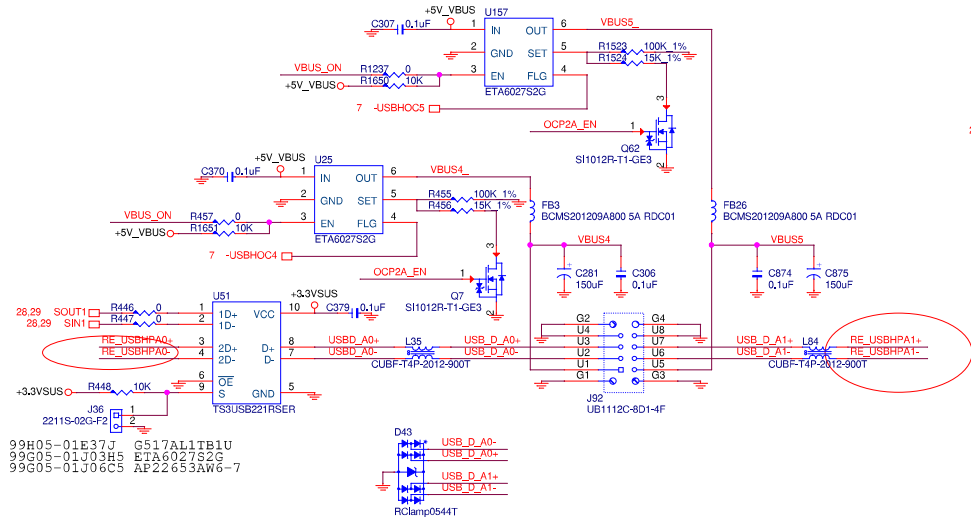 +5V_VBUS
U157
C307 0.1uF
1 IN OUT 6 VBUS5_
2 GND SET 5 R1523 100K_1%
R1524 15K_1%
VBUS_ON R1237 0
3 EN FLG 4
+5V_VBUS R1650 10K
ETA6027S2G
7 -USBHOC5
3
OCP2A_EN 1
Q62
SI1012R-T1-GE3
2
+5V_VBUS
U25
C370 0.1uF
1 IN OUT 6 VBUS4_
2 GND SET 5 R455 100K_1%
R456 15K_1%
VBUS_ON R457 0
3 EN FLG 4
+5V_VBUS R1651 10K
ETA6027S2G
7 -USBHOC4
FB3
BCMS201209A800 5A RDC01
FB26
BCMS201209A800 5A RDC01
3
OCP2A_EN 1
Q7
SI1012R-T1-GE3
2
VBUS4
C281
150uF
C306
0.1uF
VBUS5
C874
0.1uF
C875
150uF
+
+
U51
+3.3VSUS
C379 0.1uF
28,29 SOUT1 R446 0
28,29 SIN1 R447 0
1 1D+ VCC 10
2 1D-
RE_USBHPA0+ 3 2D+ D+ 8 USBD_A0+ L35 USB_D_A0+
RE_USBHPA0- 4 2D- D- 7 USBD_A0- USB_D_A0-
CUBF-T4P-2012-900T
6 OE
+3.3VSUS R448 10K 9 S GND 5
TS3USB221RSER
J36
1
2
2211S-02G-F2
G2 G4
U4 U8
U3 U7
U2 U6
U1 U5
G1 G3
J92
UB1112C-8D1-4F
USB_D_A1+ L84 RE_USBHPA1+
USB_D_A1- RE_USBHPA1-
CUBF-T4P-2012-900T
99H05-01E37J G517AL1TB1U
99G05-01J03H5 ETA6027S2G
99G05-01J06C5 AP22653AW6-7
D43
USB_D_A0-
USB_D_A0+
USB_D_A1+
USB_D_A1-
RClamp0544T